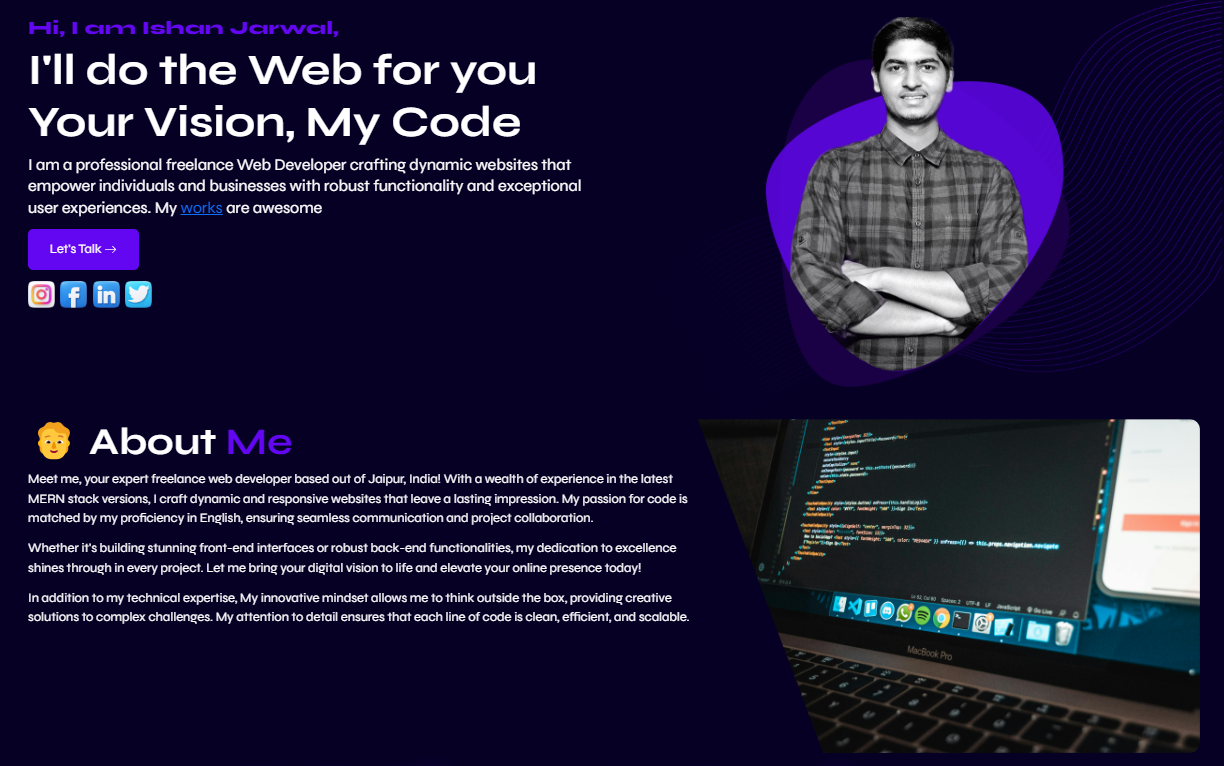 Hi, I am Ishan Jarwal,
I'll do the Web for you
Your Vision, My Code
I am a professional freelance Web Developer crafting dynamic websites that
empower individuals and businesses with robust functionality and exceptional
user experiences. My works are awesome
Let's Talk →
About Me
Meet me, your expert freelance web developer based out of Jaipur, India! With a wealth of experience in the latest
MERN stack versions, I craft dynamic and responsive websites that leave a lasting impression. My passion for code is
matched by my proficiency in English, ensuring seamless communication and project collabration.
Whether it's building stunning front-end interfaces or robust back-end functionalities, my dedication to excellence
shines through in every project. Let me bring your digital vision to life and elevate your online presence today!
In addition to my technical expertise, My innovative mindset allows me to think outside the box, providing creative
solutions to complex challenges. My attention to detail ensures that each line of code is clean, efficient, and scalable.
JavaScript
Go Live
MacBook Pro